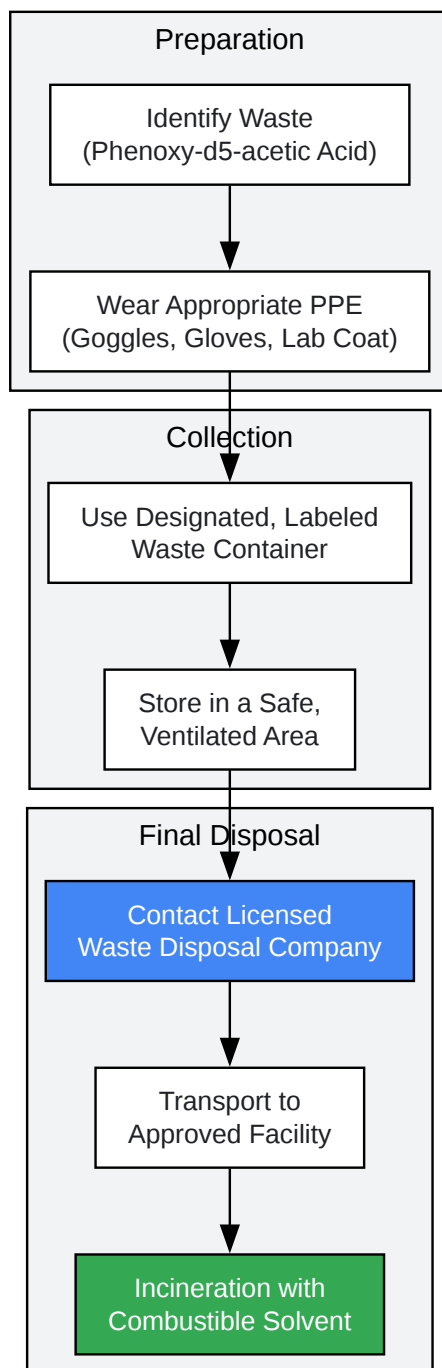 Preparation
Identify Waste
(Phenoxy-d5-acetic Acid)
Wear Appropriate PPE
(Goggles, Gloves, Lab Coat)
Collection
Use Designated, Labeled
Waste Container
Store in a Safe,
Ventilated Area
Final Disposal
Contact Licensed
Waste Disposal Company
Transport to
Approved Facility
Incineration with
Combustible Solvent